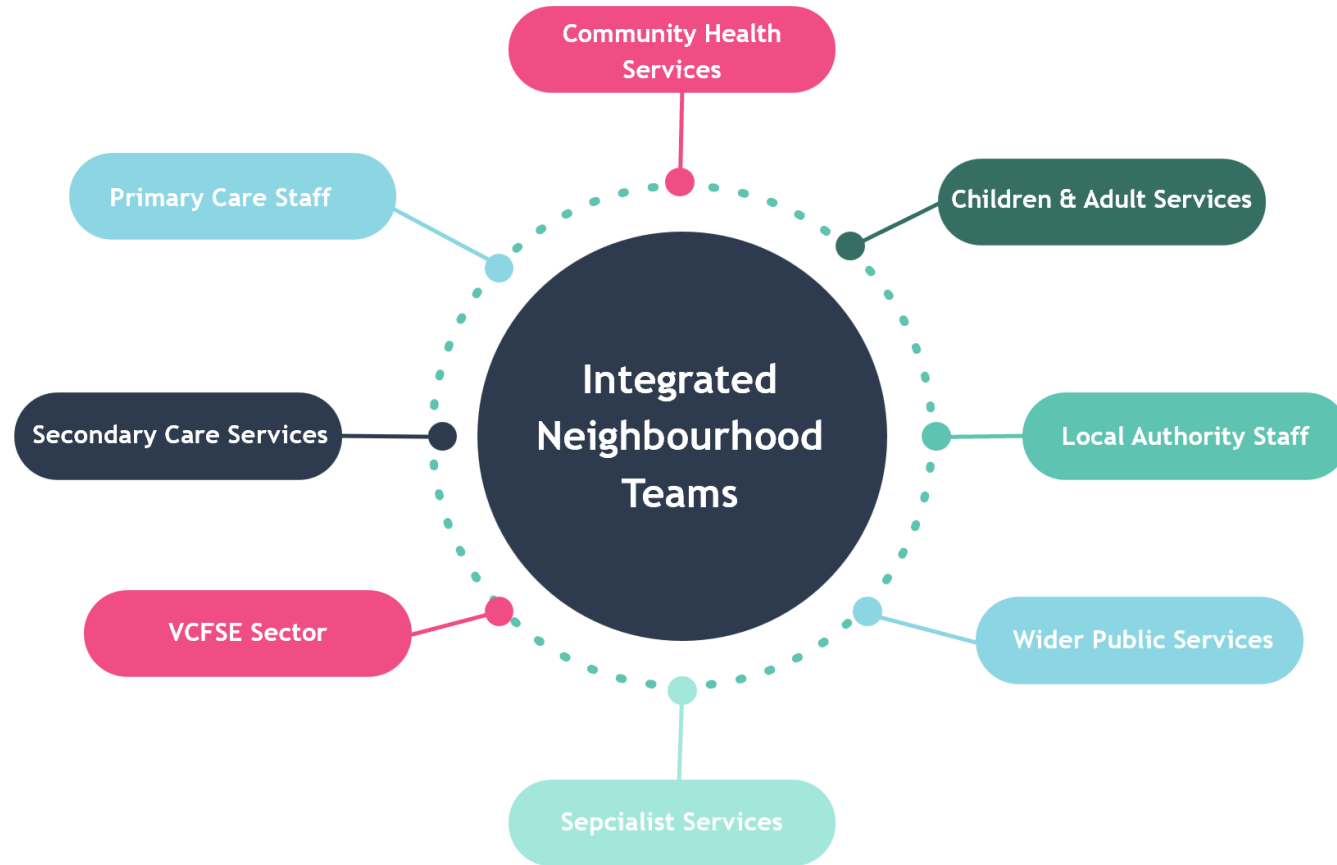 Community Health
Services
Primary Care Staff
Children & Adult Services
Integrated
Neighbourhood
Teams
Secondary Care Services
Local Authority Staff
VCFSE Sector
Wider Public Services
Sepcialist Services